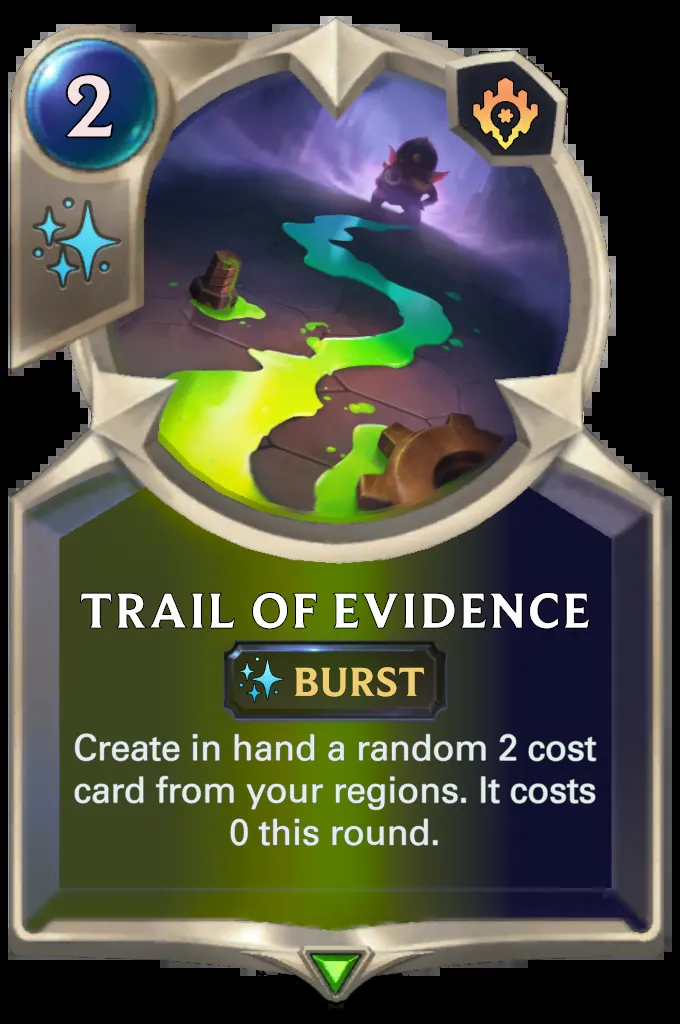 2
TRAIL OF EVIDENCE
BURST
Create in hand a random 2 cost
card from your regions. It costs
0 this round.